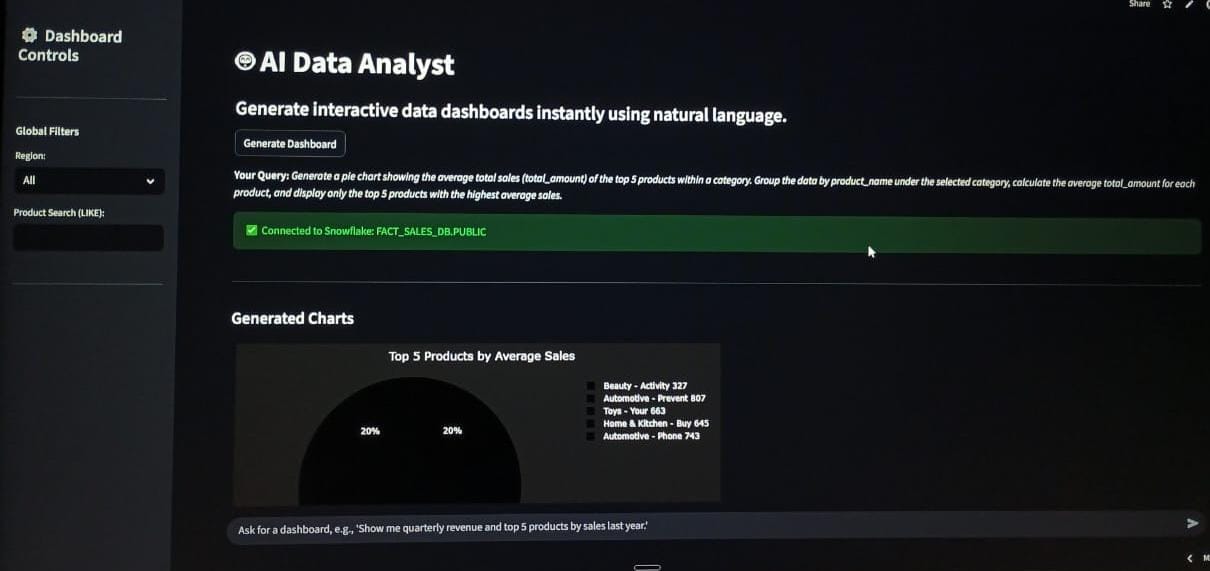 Share
Dashboard
Controls
Global Filters
Region:
All
Product Search (LIKE):
AI Data Analyst
Generate interactive data dashboards instantly using natural language.
Generate Dashboard
Your Query: Generate a pie chart showing the average total sales (total_amount) of the top 5 products within a category. Group the data by product_name under the selected category, calculate the average total_amount for each
product, and display only the top 5 products with the highest average sales.
Connected to Snowflake: FACT_SALES_DB.PUBLIC
Generated Charts
Top 5 Products by Average Sales
20%
20%
Beauty - Activity 327
Automotive - Prevent 807
Toys - Your 663
Home & Kitchen - Buy 645
Automotive - Phone 743
Ask for a dashboard, e.g., 'Show me quarterly revenue and top 5 products by sales last year.'